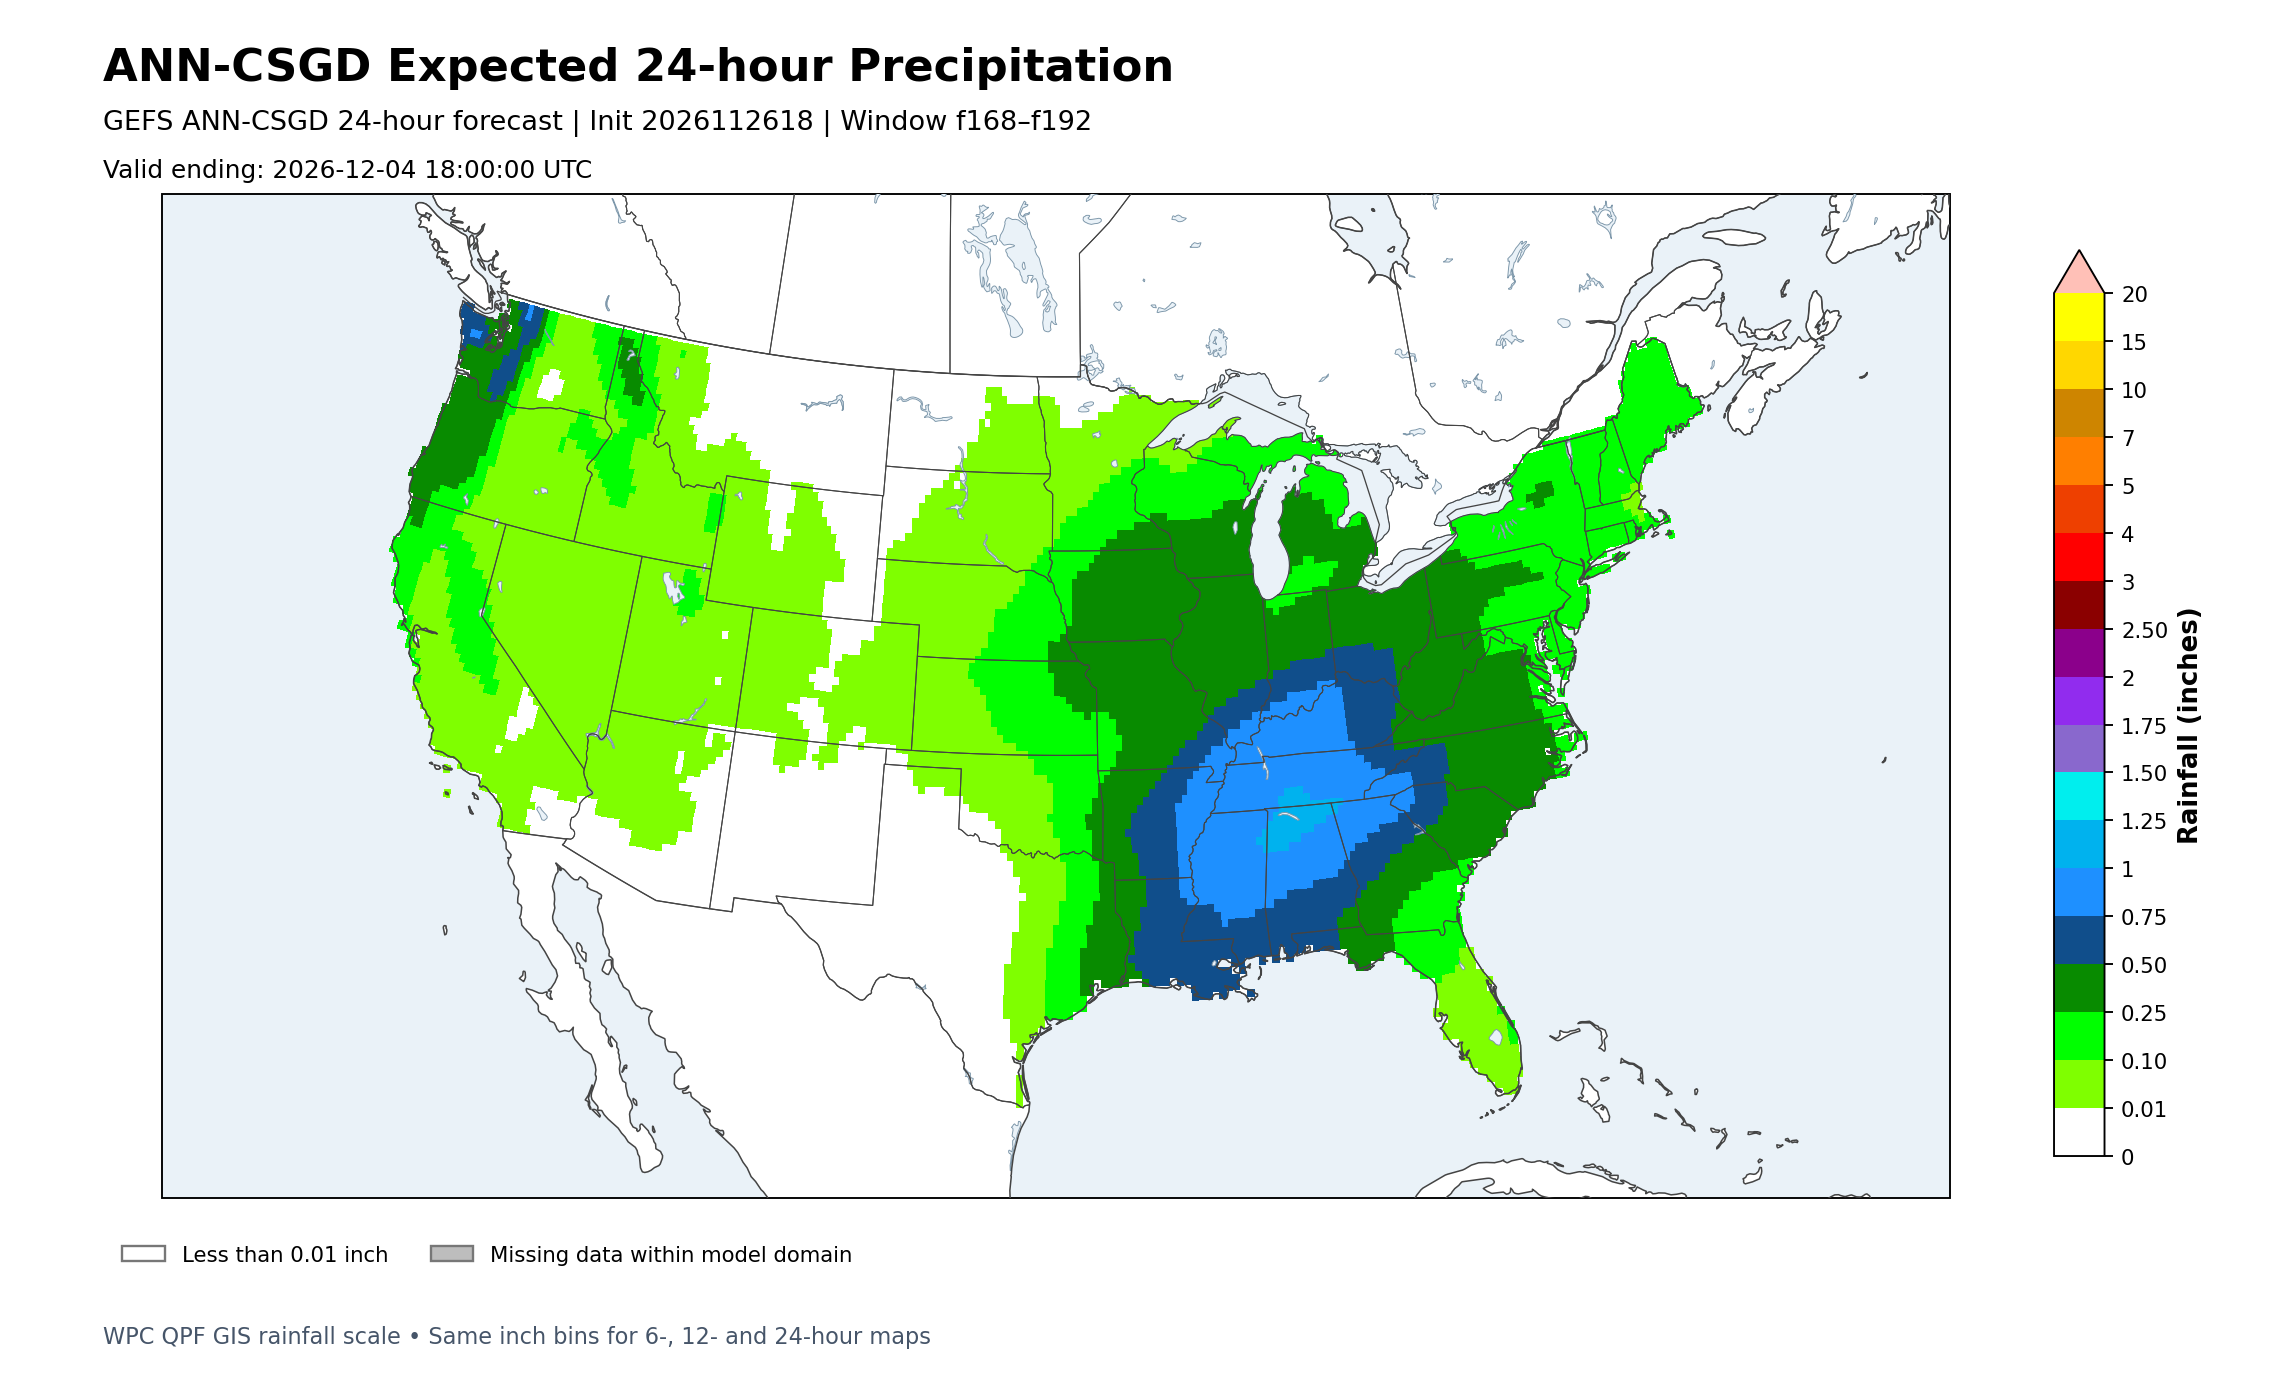 ANN-CSGD Expected 24-hour Precipitation
GEFS ANN-CSGD 24-hour forecast | Init 2026112618 | Window f168–f192
Valid ending: 2026-12-04 18:00:00 UTC
20
15
10
7
5
4
3
2.50
2
1.75
1.50
1.25
1
0.75
0.50
0.25
0.10
0.01
0
Rainfall (inches)
Less than 0.01 inch
Missing data within model domain
WPC QPF GIS rainfall scale • Same inch bins for 6-, 12- and 24-hour maps